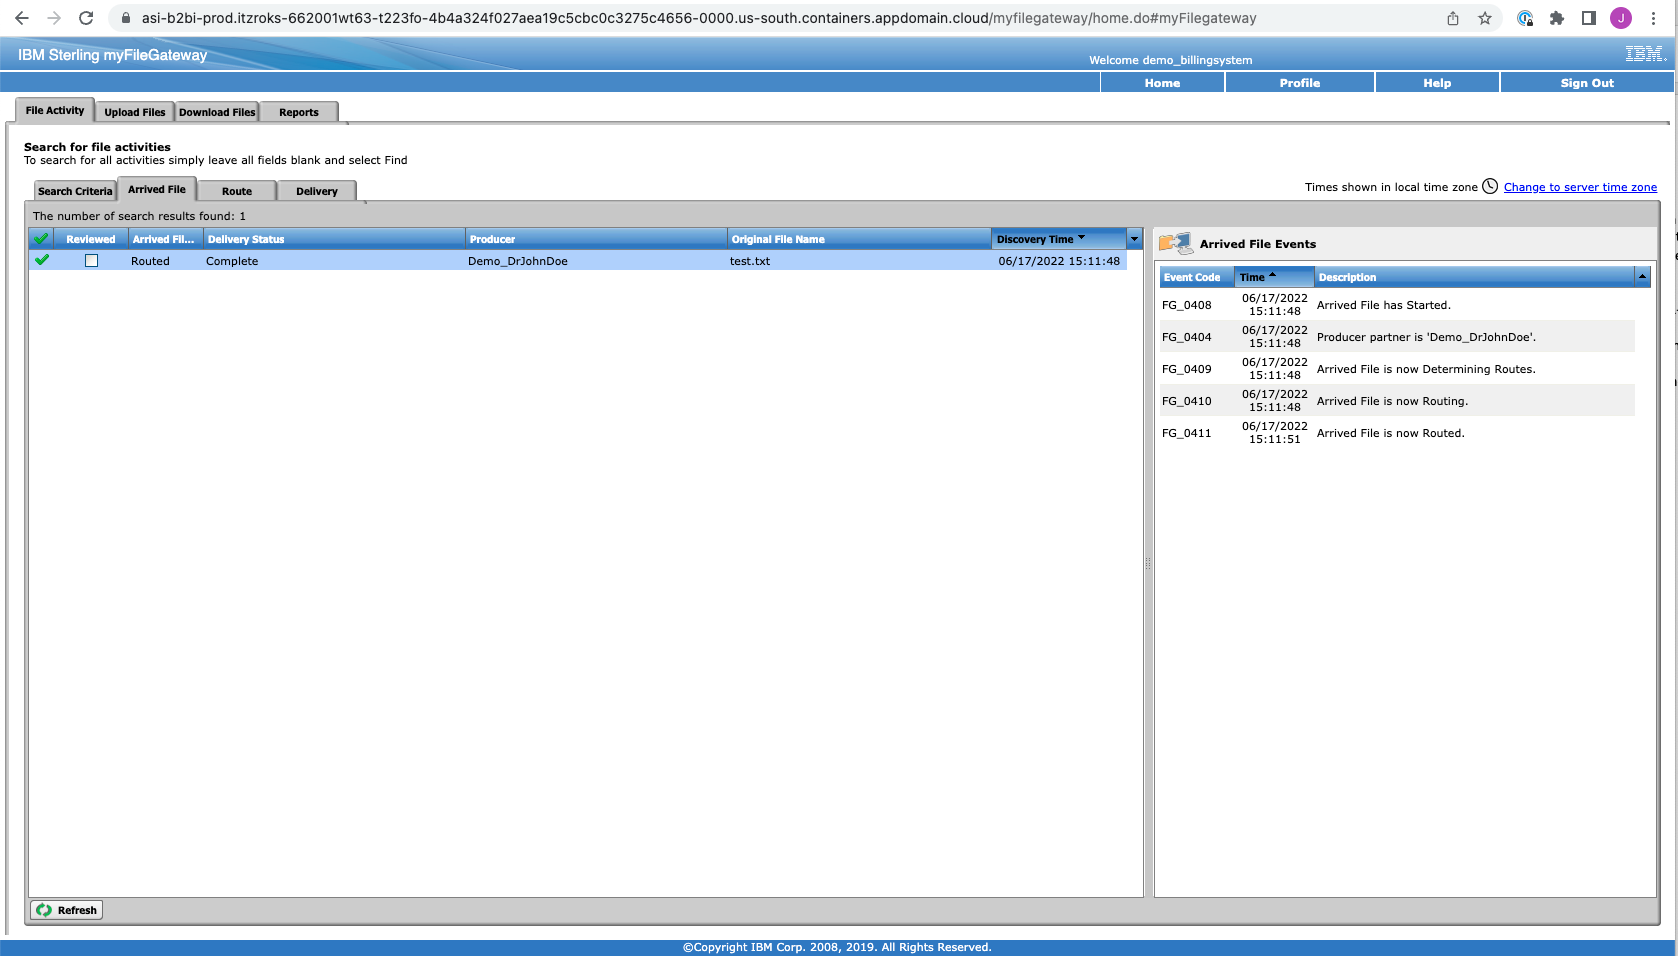 asi-b2bi-prod.itzroks-662001wt63-t223fo-4b4a324f027aea19c5cbc0c3275c4656-0000.us-south.containers.appdomain.cloud/myfilegateway/home.do#myFilegateway
J
IBM Sterling myFileGateway
Welcome demo_billingsystem
IBM
Home
Profile
Help
Sign Out
File Activity
Upload Files
Download Files
Reports
Search for file activities
To search for all activities simply leave all fields blank and select Find
Search Criteria
Arrived File
Route
Delivery
Times shown in local time zone
Change to server time zone
The number of search results found: 1
Reviewed Arrived Fil... Delivery Status Producer Original File Name Discovery Time
Routed Complete Demo_DrJohnDoe test.txt 06/17/2022 15:11:48
Arrived File Events
Event Code Time Description
FG_0408 06/17/2022 15:11:48 Arrived File has Started.
FG_0404 06/17/2022 15:11:48 Producer partner is 'Demo_DrJohnDoe'.
FG_0409 06/17/2022 15:11:48 Arrived File is now Determining Routes.
FG_0410 06/17/2022 15:11:48 Arrived File is now Routing.
FG_0411 06/17/2022 15:11:51 Arrived File is now Routed.
Refresh
©Copyright IBM Corp. 2008, 2019. All Rights Reserved.